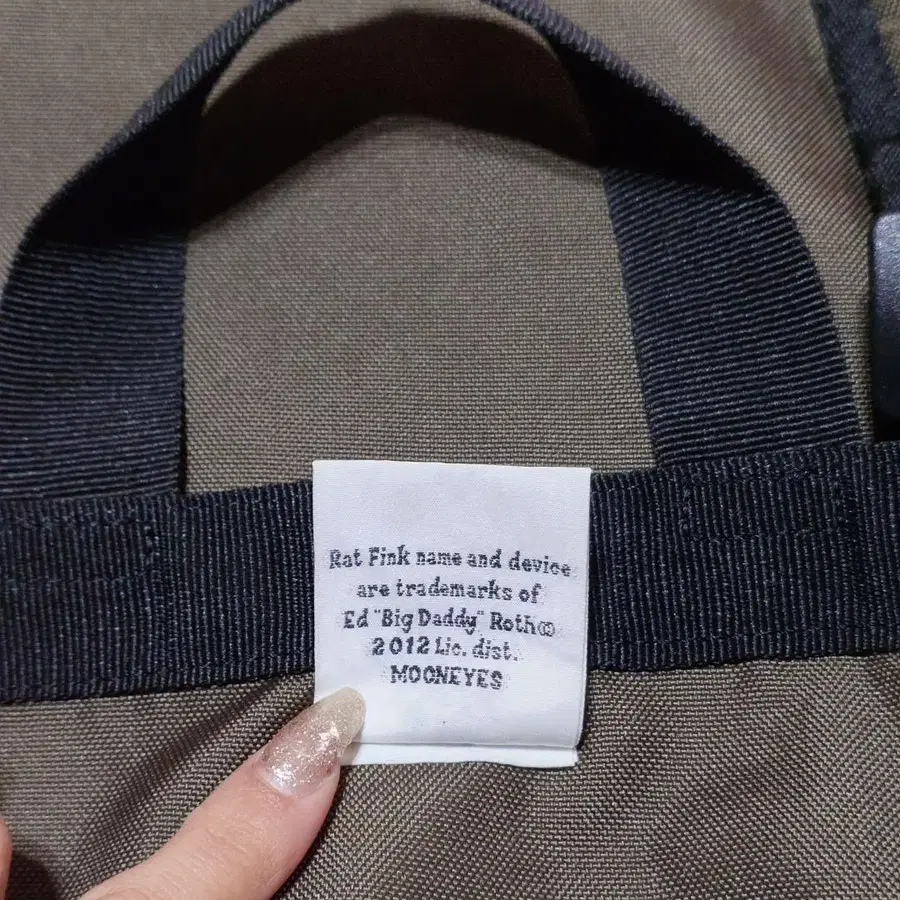 Rat Fink name and device
are trademarks of
Ed "Big Daddy" Roth©
2012 Lic. dist.
MOONEYES